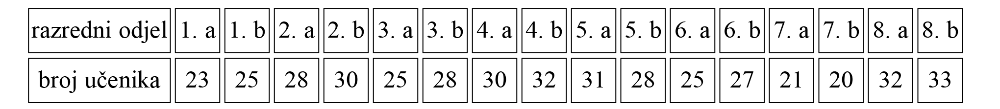 razredni odjel 1. a 1. b 2. a 2. b 3. a 3. b 4. a 4. b 5. a 5. b 6. a 6. b 7. a 7. b 8. a 8. b
broj učenika 23 25 28 30 25 28 30 32 31 28 25 27 21 20 32 33